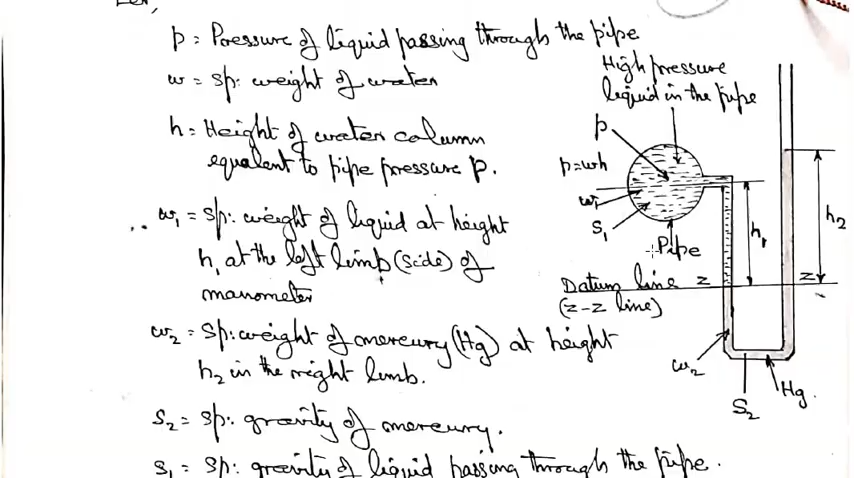 Let,
p = Pressure of liquid passing through the pipe
w = sp: weight of water
h = Height of water column
equalent to pipe pressure p.
w₁ = sp: weight of liquid at height
h₁ at the left limb (side) of
manometer
w₂ = sp: weight of mercury (Hg) at height
h₂ in the right limb.
S₂ = sp: gravity of mercury.
S₁ = sp: gravity of liquid passing through the pipe.
High pressure
liquid in the pipe
p
p=wh
w₁
S₁
Pipe
h₁
h₂
Datum line Z
(z-z line)
Z
w₂
S₂
Hg.